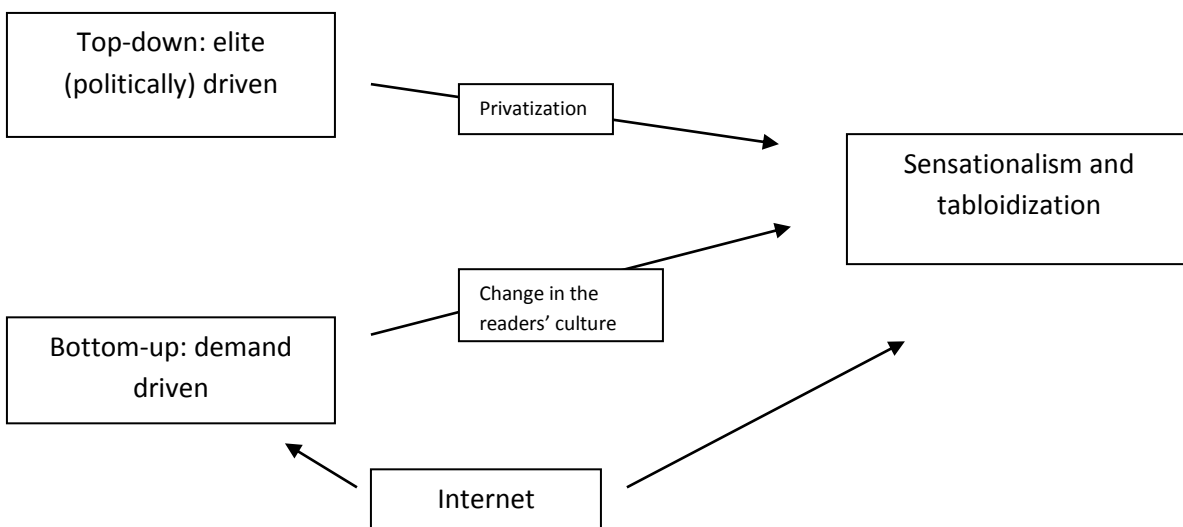 Top-down: elite
(politically) driven
Privatization
Sensationalism and
tabloidization
Change in the
readers’ culture
Bottom-up: demand
driven
Internet